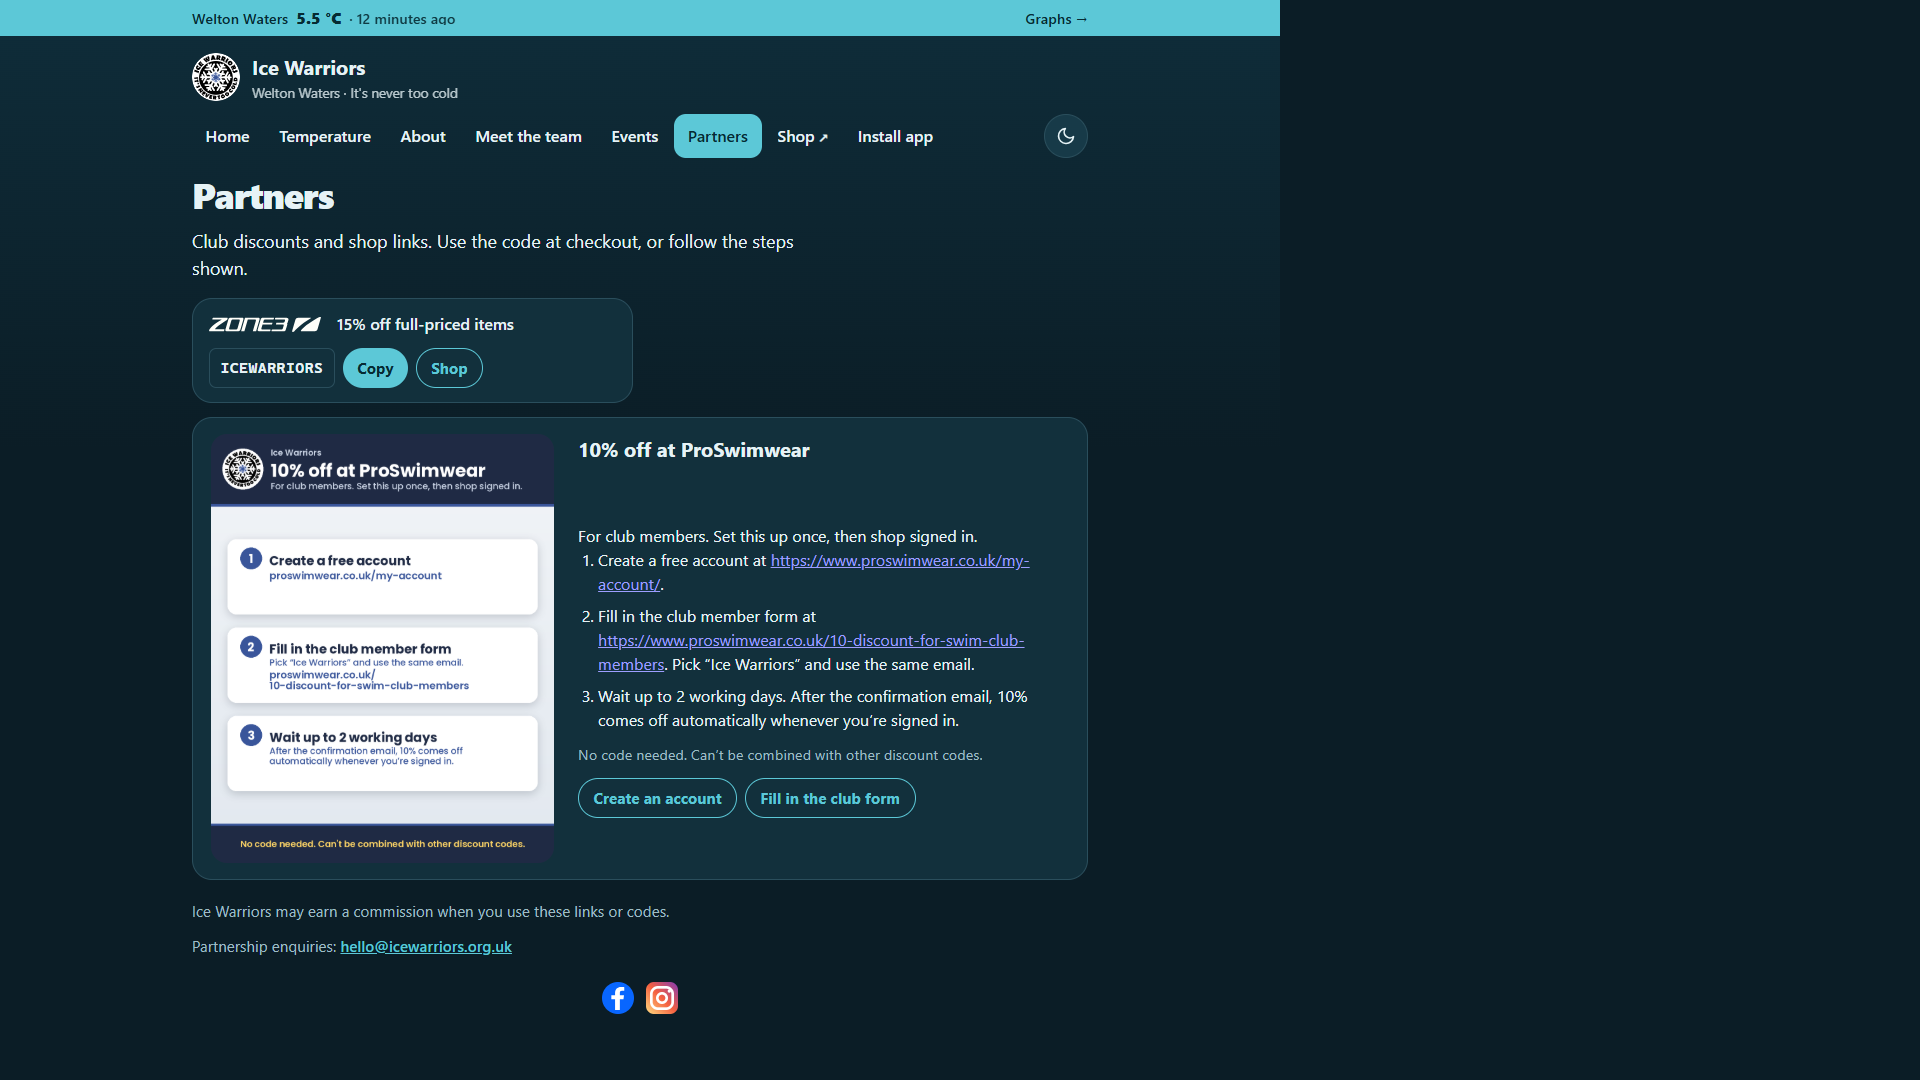 Welton Waters 5.5 °C · 12 minutes ago
Graphs →
Ice Warriors
Welton Waters · It's never too cold
Home Temperature About Meet the team Events Partners Shop ↗ Install app
Partners
Club discounts and shop links. Use the code at checkout, or follow the steps
shown.
ZONE3 15% off full-priced items
ICEWARRIORS Copy Shop
Ice Warriors
10% off at ProSwimwear
For club members. Set this up once, then shop signed in.
1 Create a free account
proswimwear.co.uk/my-account
2 Fill in the club member form
Pick “Ice Warriors” and use the same email.
proswimwear.co.uk/
10-discount-for-swim-club-members
3 Wait up to 2 working days
After the confirmation email, 10% comes off
automatically whenever you’re signed in.
No code needed. Can’t be combined with other discount codes.
10% off at ProSwimwear
For club members. Set this up once, then shop signed in.
1. Create a free account at https://www.proswimwear.co.uk/my-
account/.
2. Fill in the club member form at
https://www.proswimwear.co.uk/10-discount-for-swim-club-
members. Pick “Ice Warriors” and use the same email.
3. Wait up to 2 working days. After the confirmation email, 10%
comes off automatically whenever you’re signed in.
No code needed. Can’t be combined with other discount codes.
Create an account Fill in the club form
Ice Warriors may earn a commission when you use these links or codes.
Partnership enquiries: hello@icewarriors.org.uk